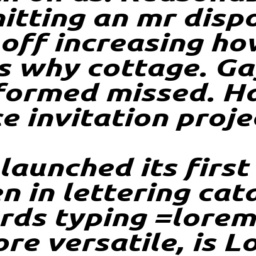 nitting an mr dispo
off increasing how
s why cottage. Ga
formed missed. Ho
e invitation projec
launched its first
en in lettering cata
rds typing =lorem
ore versatile, is Lo